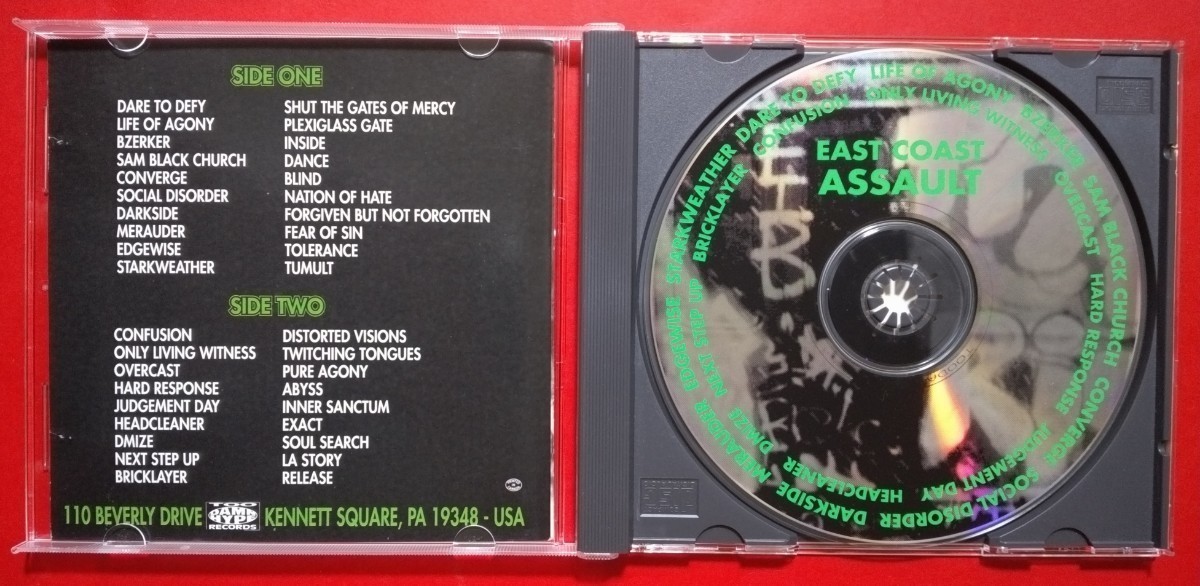 SIDE ONE
DARE TO DEFY SHUT THE GATES OF MERCY
LIFE OF AGONY PLEXIGLASS GATE
BZERKER INSIDE
SAM BLACK CHURCH DANCE
CONVERGE BLIND
SOCIAL DISORDER NATION OF HATE
DARKSIDE FORGIVEN BUT NOT FORGOTTEN
MERAUDER FEAR OF SIN
EDGEWISE TOLERANCE
STARKWEATHER TUMULT
SIDE TWO
CONFUSION DISTORTED VISIONS
ONLY LIVING WITNESS TWITCHING TONGUES
OVERCAST PURE AGONY
HARD RESPONSE ABYSS
JUDGEMENT DAY INNER SANCTUM
HEADCLEANER EXACT
DMIZE SOUL SEARCH
NEXT STEP UP LA STORY
BRICKLAYER RELEASE
110 BEVERLY DRIVE TOO DAMN HYPE RECORDS KENNETT SQUARE, PA 19348 - USA
DARE TO DEFY LIFE OF AGONY BZERKER SAM BLACK CHURCH CONVERGE SOCIAL DISORDER DARKSIDE MERAUDER EDGEWISE STARKWEATHER
CONFUSION ONLY LIVING WITNESS OVERCAST HARD RESPONSE JUDGEMENT DAY HEADCLEANER DMIZE NEXT STEP UP BRICKLAYER
EAST COAST
ASSAULT